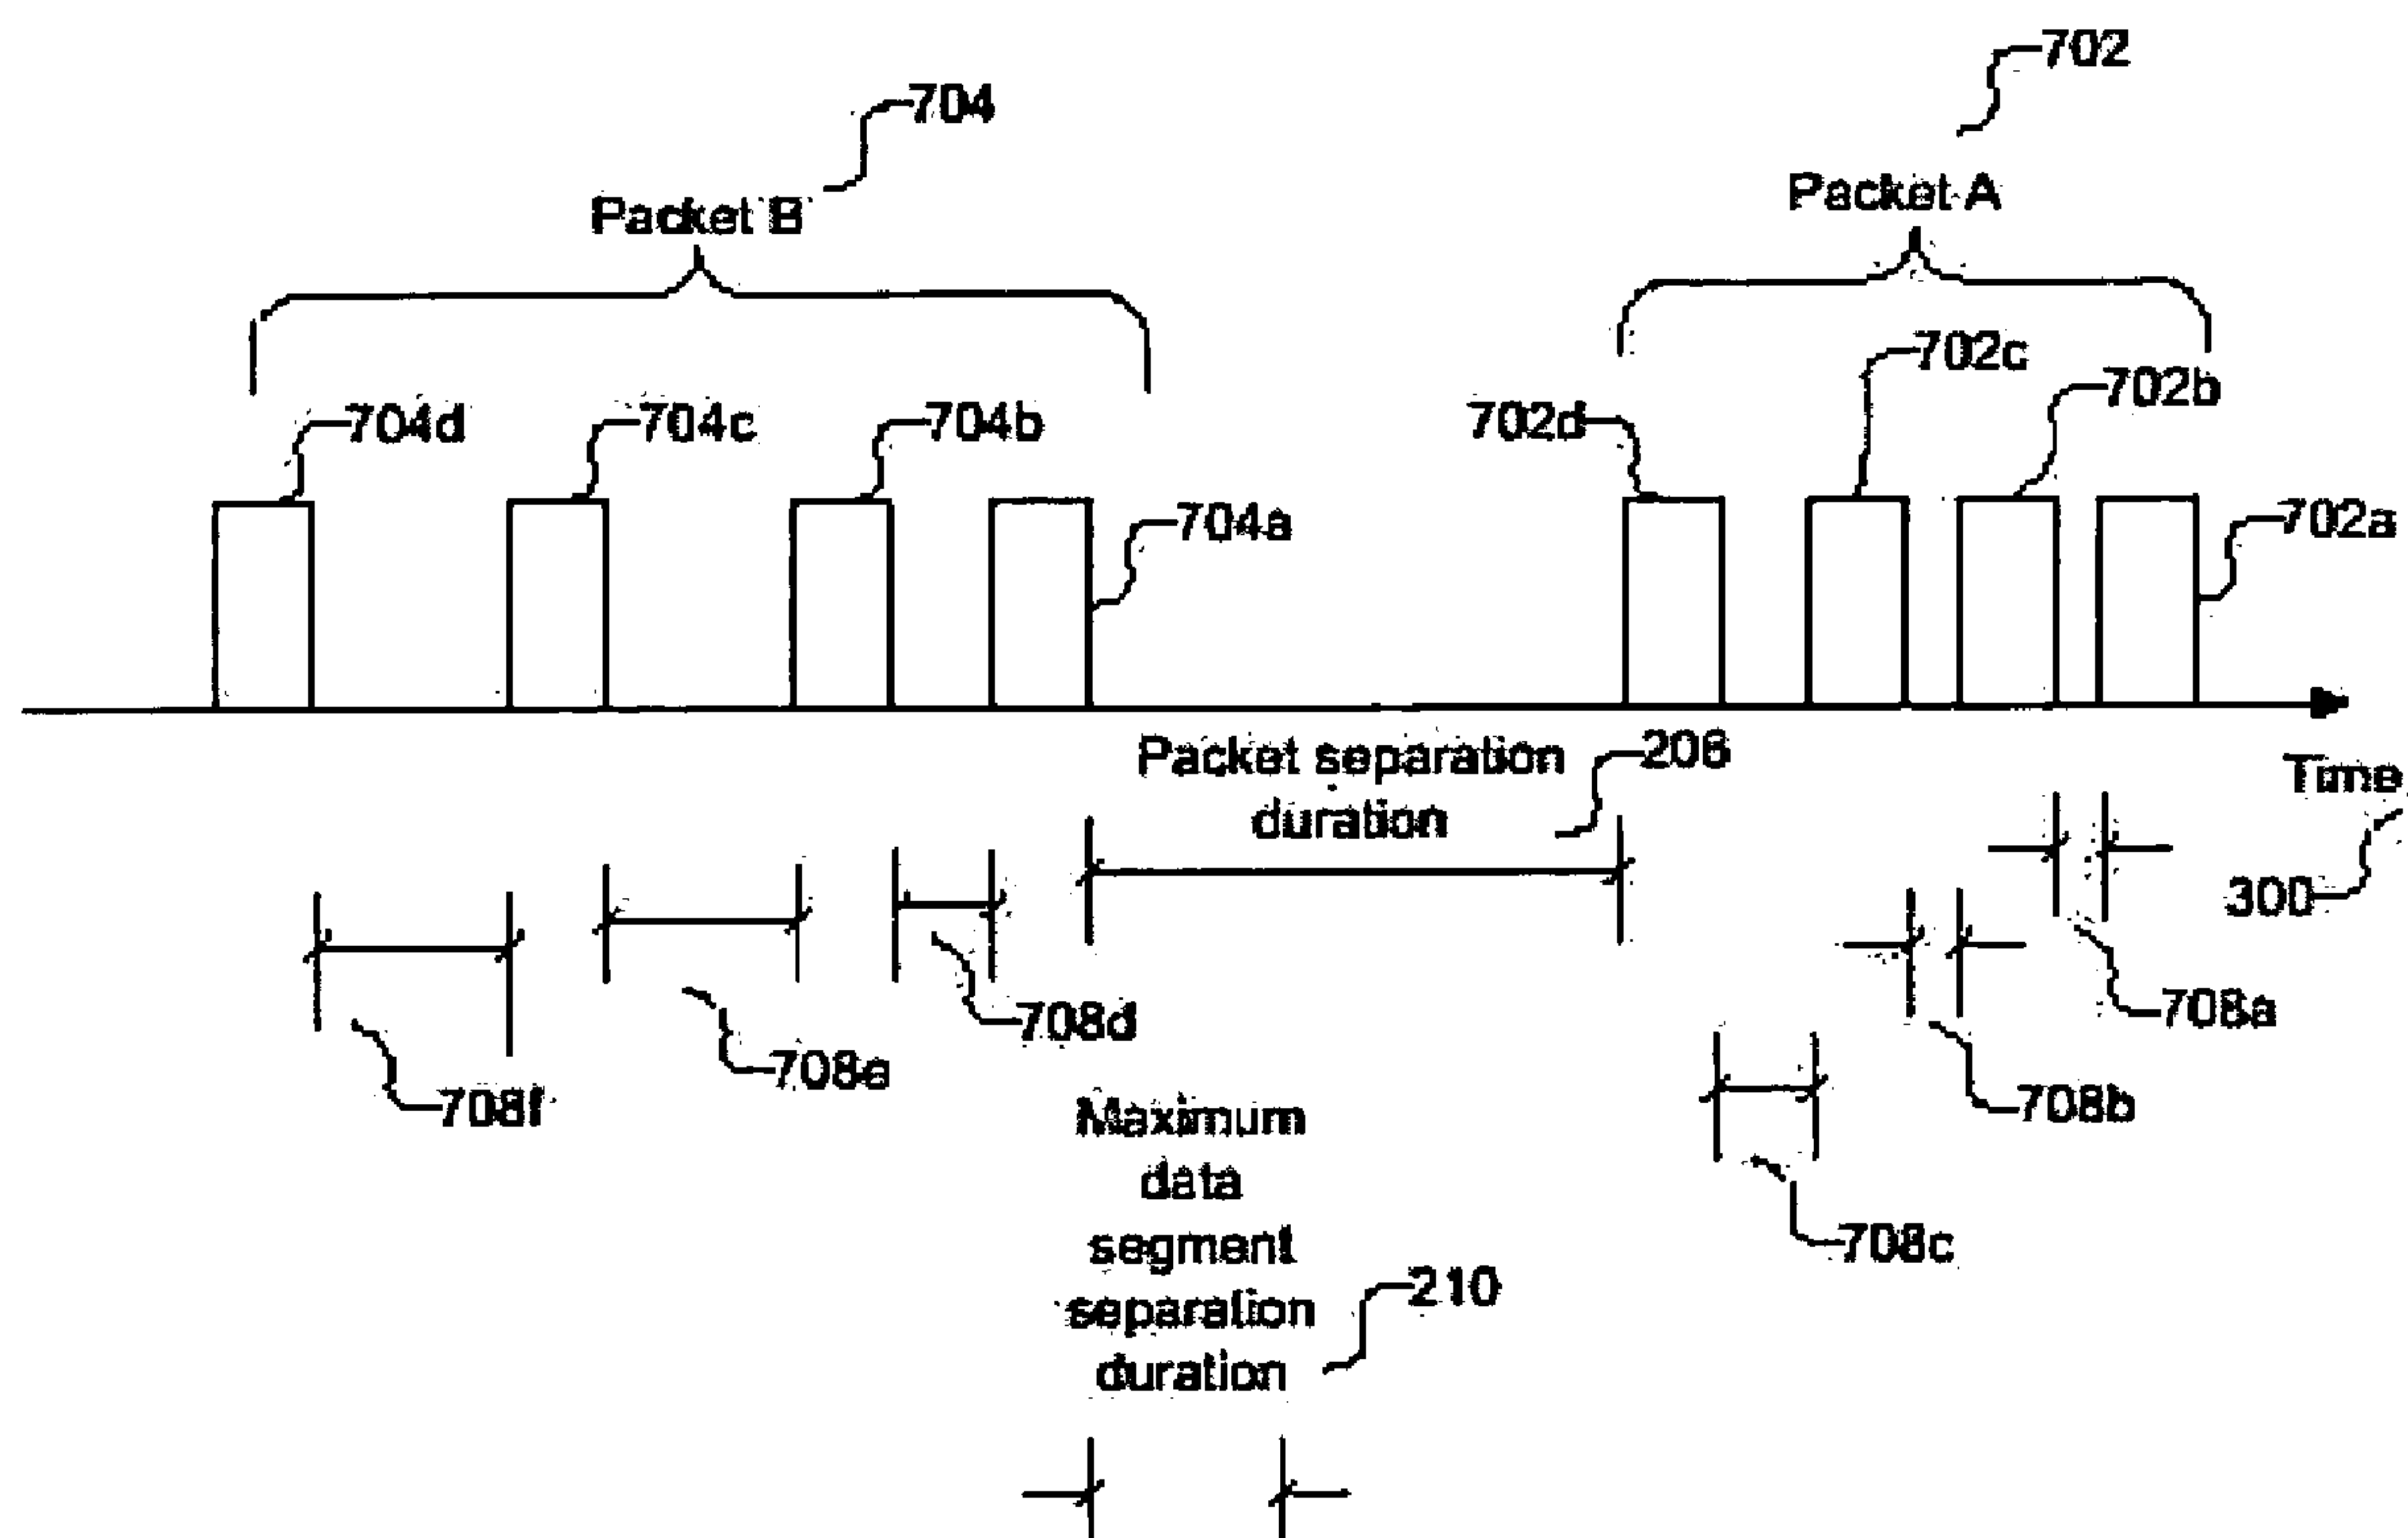 702
704
Packet A
Packet B
702c
702b
702d
704d
704c
704b
704a
702a
Packet separation
duration
206
Time
300
708a
708d
708e
708b
708f
Maximum
data
segment
separation
duration
708c
210